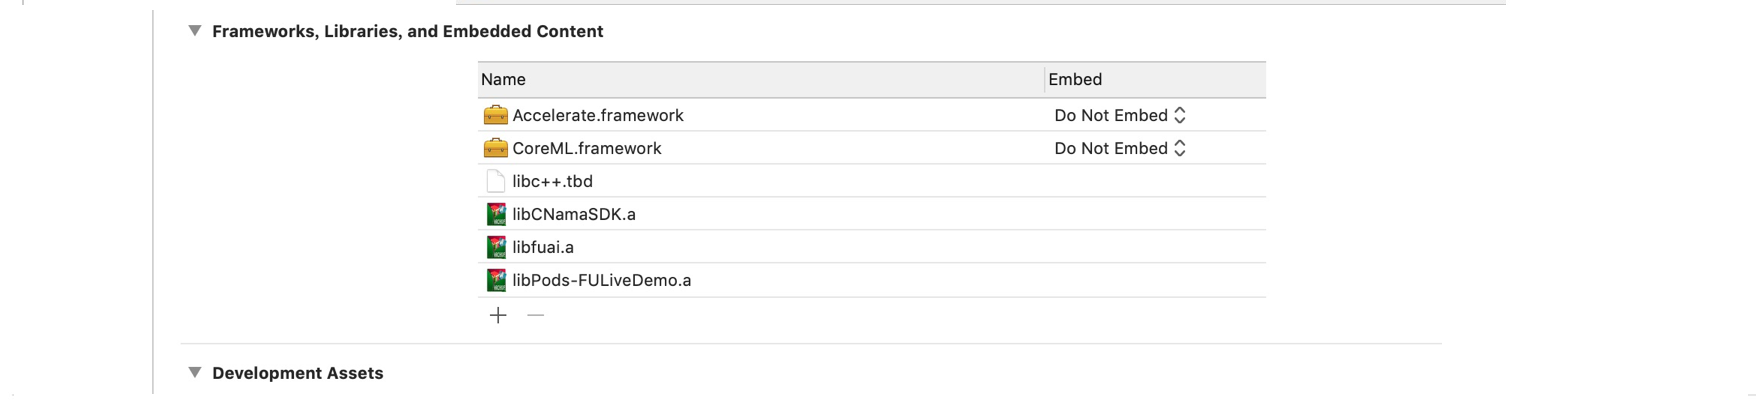 Frameworks, Libraries, and Embedded Content
Name Embed
Accelerate.framework Do Not Embed
CoreML.framework Do Not Embed
libc++.tbd
libCNamaSDK.a
libfuai.a
libPods-FULiveDemo.a
Development Assets